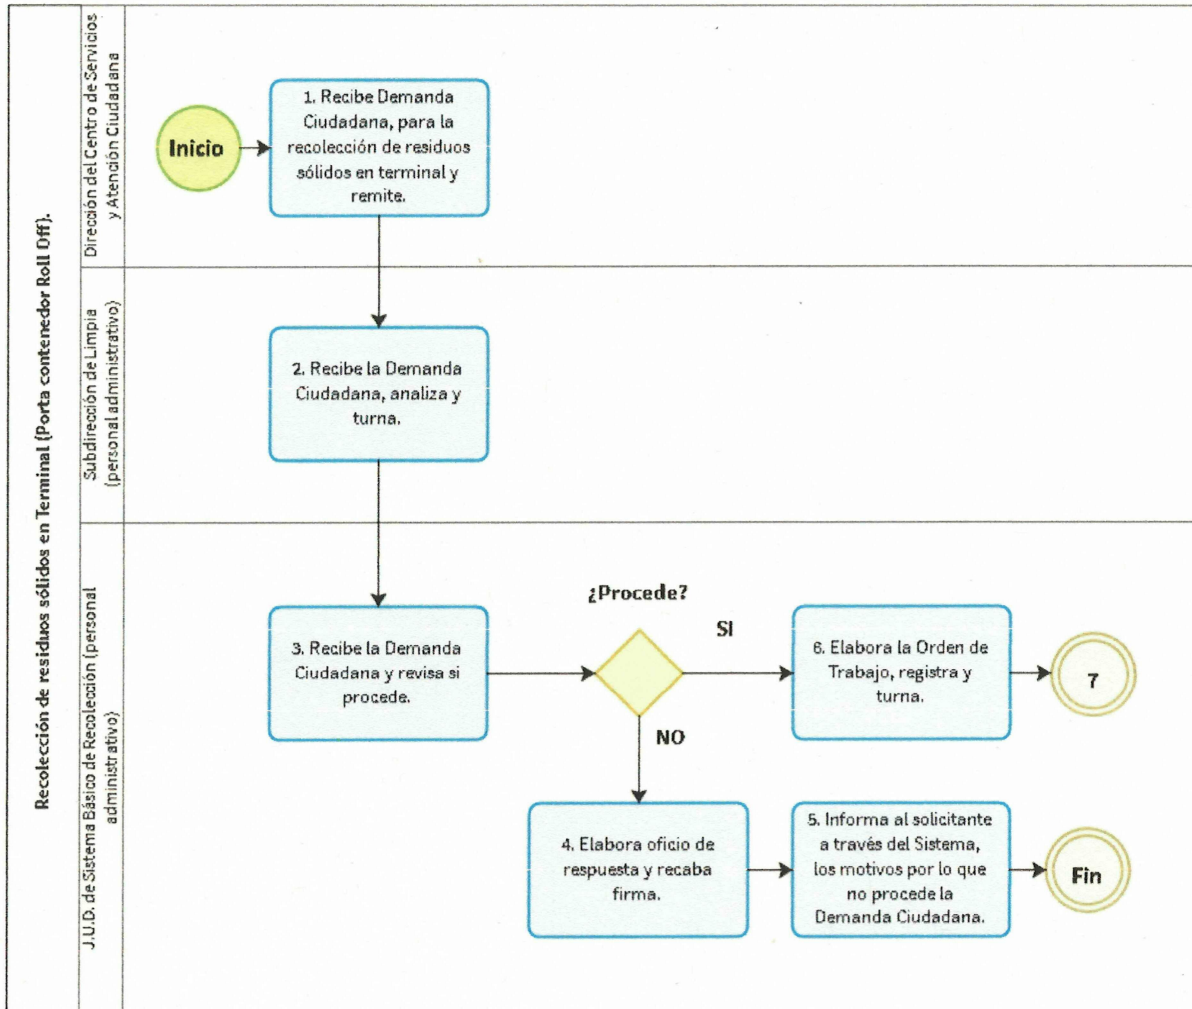 Recolección de residuos sólidos en Terminal (Porta contenedor Roll Off).
Dirección del Centro de Servicios
y Atención Ciudadana
Inicio
1. Recibe Demanda
Ciudadana, para la
recolección de residuos
sólidos en terminal y
remite.
Subdirección de Limpia
(personal administrativo)
2. Recibe la Demanda
Ciudadana, analiza y
turna.
J.U.D. de Sistema Básico de Recolección (personal
administrativo)
3. Recibe la Demanda
Ciudadana y revisa si
procede.
¿Procede?
SI
6. Elabora la Orden de
Trabajo, registra y
turna.
7
NO
4. Elabora oficio de
respuesta y recaba
firma.
5. Informa al solicitante
a través del Sistema,
los motivos por lo que
no procede la
Demanda Ciudadana.
Fin